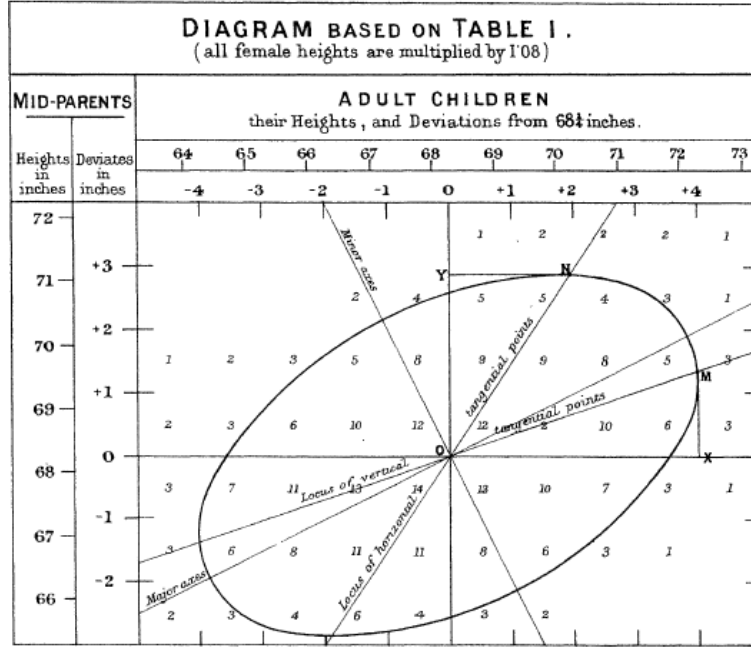 DIAGRAM BASED ON TABLE I.
(all female heights are multiplied by 1'08)
MID-PARENTS
ADULT CHILDREN
their Heights, and Deviations from 68¼ inches.
Heights in inches
Deviates in inches
64 65 66 67 68 69 70 71 72 73
-4 -3 -2 -1 0 +1 +2 +3 +4
72
1 2 2 2 1
+3
71
Y N
2 4 5 5 4 3 1
+2
70
1 2 3 5 8 9 9 8 5 3
+1
M
69
2 3 6 10 12 12 2 10 6 3
0
O
X
68
3 7 11 13 14 13 10 7 3 1
-1
67
3 6 8 11 11 8 6 3 1
-2
66
2 3 4 6 4 3 2
Minor axes
tangential points
tangential points
Locus of vertical
Major axes
Locus of horizontal